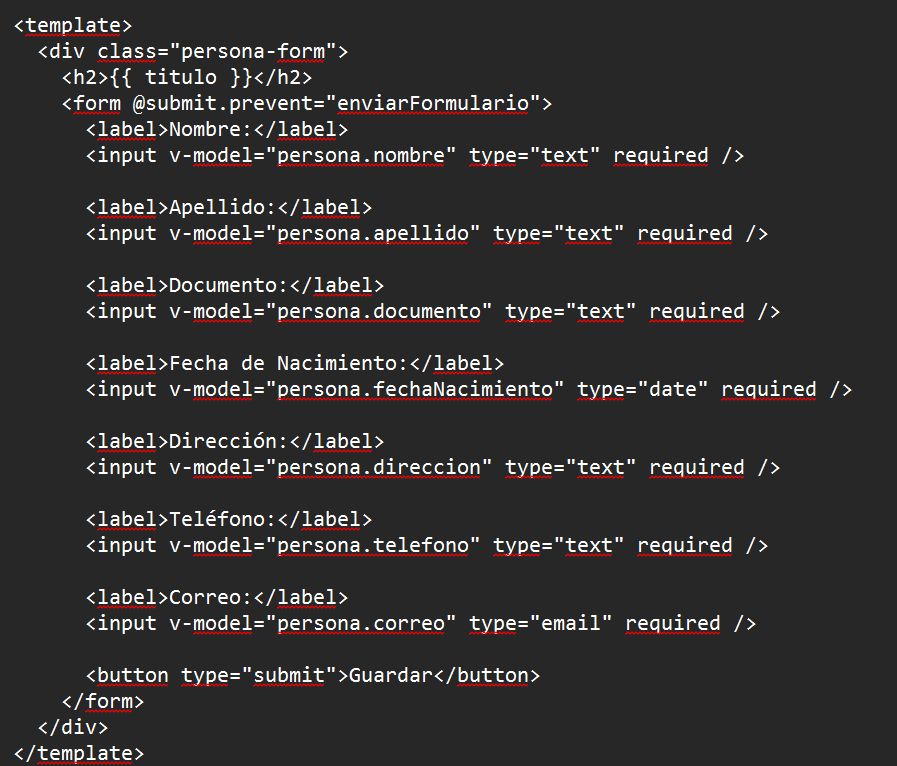 <template>
<div class="persona-form">
<h2>{{ titulo }}</h2>
<form @submit.prevent="enviarFormulario">
<label>Nombre:</label>
<input v-model="persona.nombre" type="text" required />
<label>Apellido:</label>
<input v-model="persona.apellido" type="text" required />
<label>Documento:</label>
<input v-model="persona.documento" type="text" required />
<label>Fecha de Nacimiento:</label>
<input v-model="persona.fechaNacimiento" type="date" required />
<label>Dirección:</label>
<input v-model="persona.direccion" type="text" required />
<label>Teléfono:</label>
<input v-model="persona.telefono" type="text" required />
<label>Correo:</label>
<input v-model="persona.correo" type="email" required />
<button type="submit">Guardar</button>
</form>
</div>
</template>